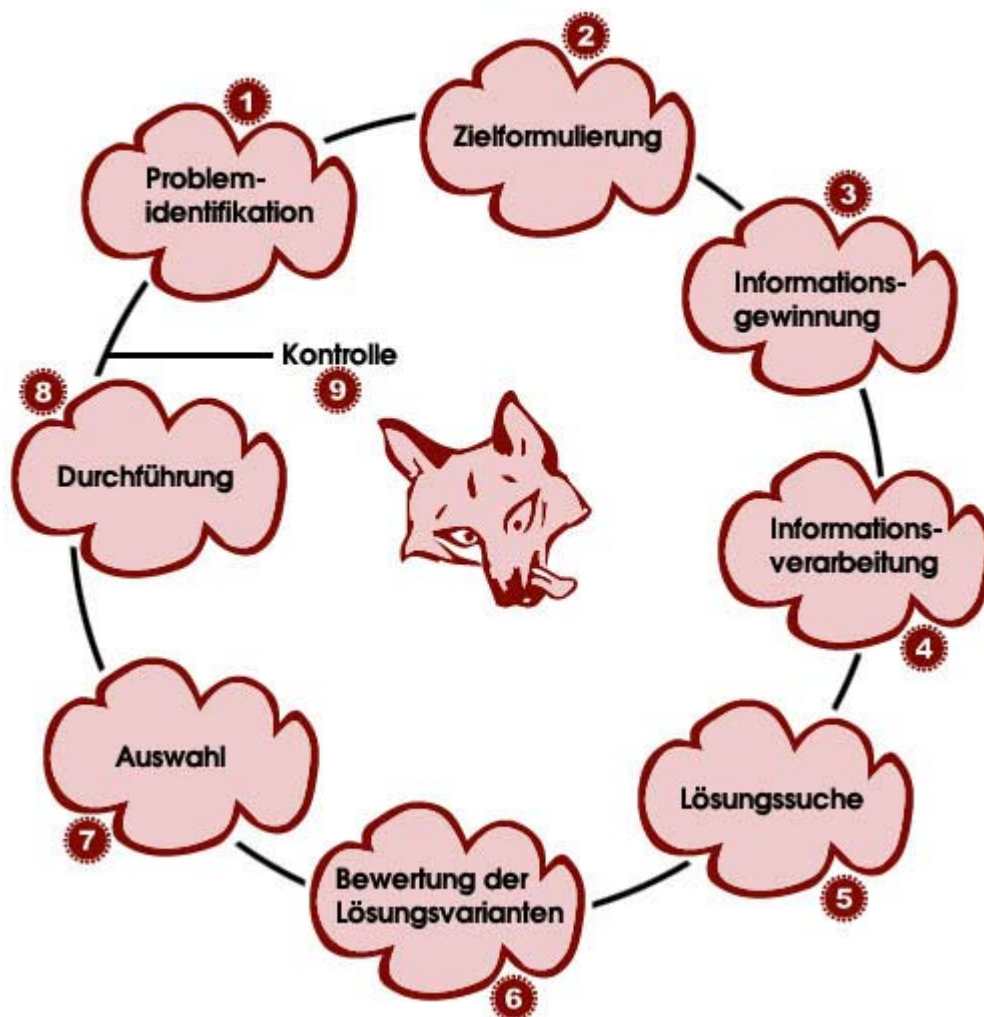 1
Problem-
identifikation
2
Zielformulierung
3
Informations-
gewinnung
Informations-
verarbeitung
4
Lösungssuche
5
Bewertung der
Lösungsvarianten
6
Auswahl
7
8
Durchführung
Kontrolle
9